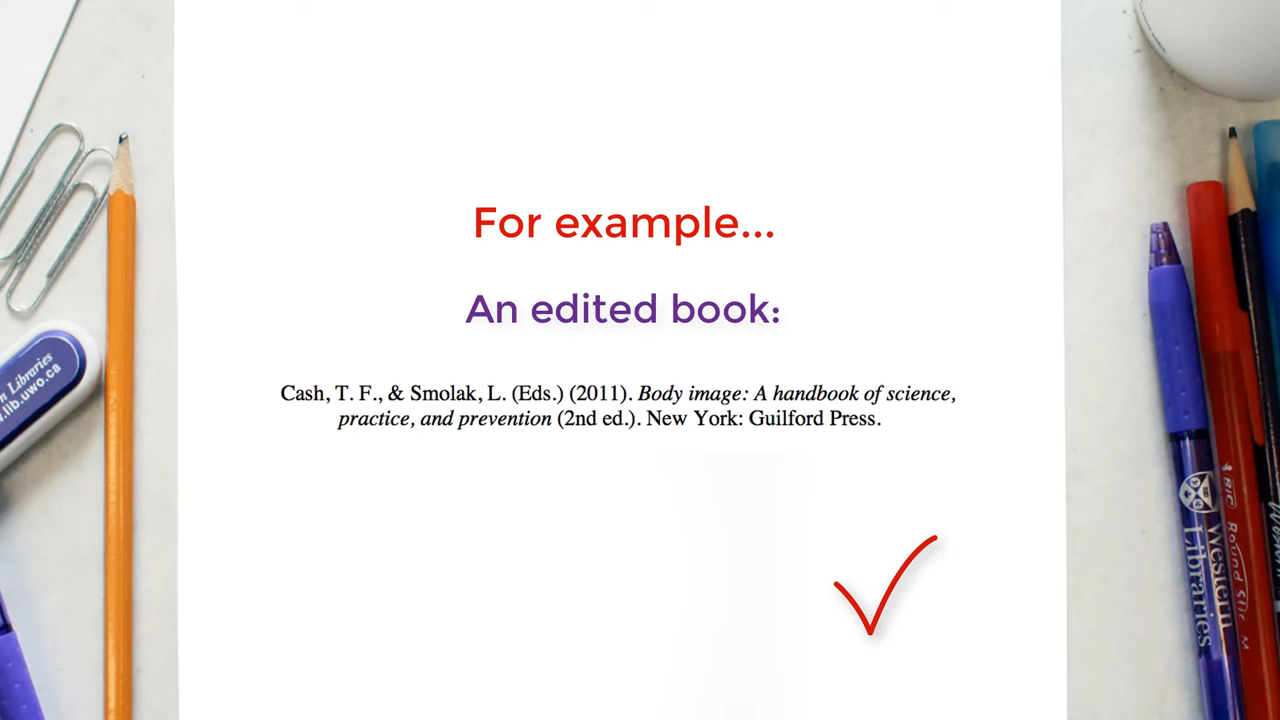 For example...
An edited book:
Cash, T. F., & Smolak, L. (Eds.) (2011). Body image: A handbook of science,
practice, and prevention (2nd ed.). New York: Guilford Press.
Libraries
lib.uwo.ca
Western
Libraries
BIC Round Stic M